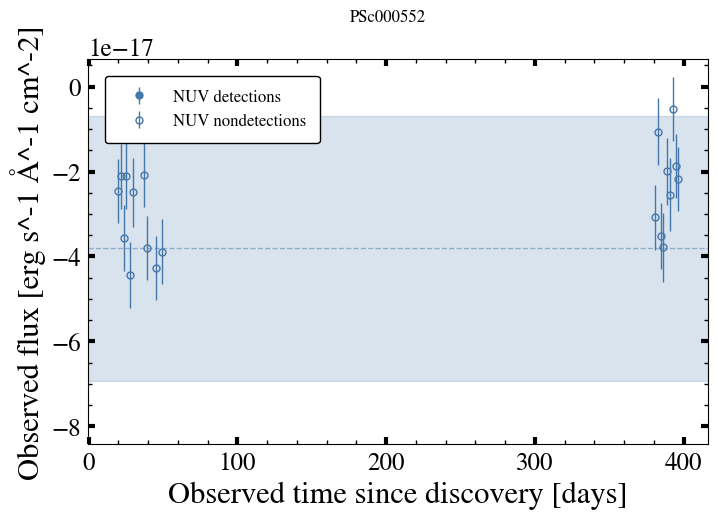 PSc000552
1e−17
NUV detections
NUV nondetections
0
−2
−4
−6
−8
0 100 200 300 400
Observed time since discovery [days]
Observed flux [erg s^-1 Å^-1 cm^-2]